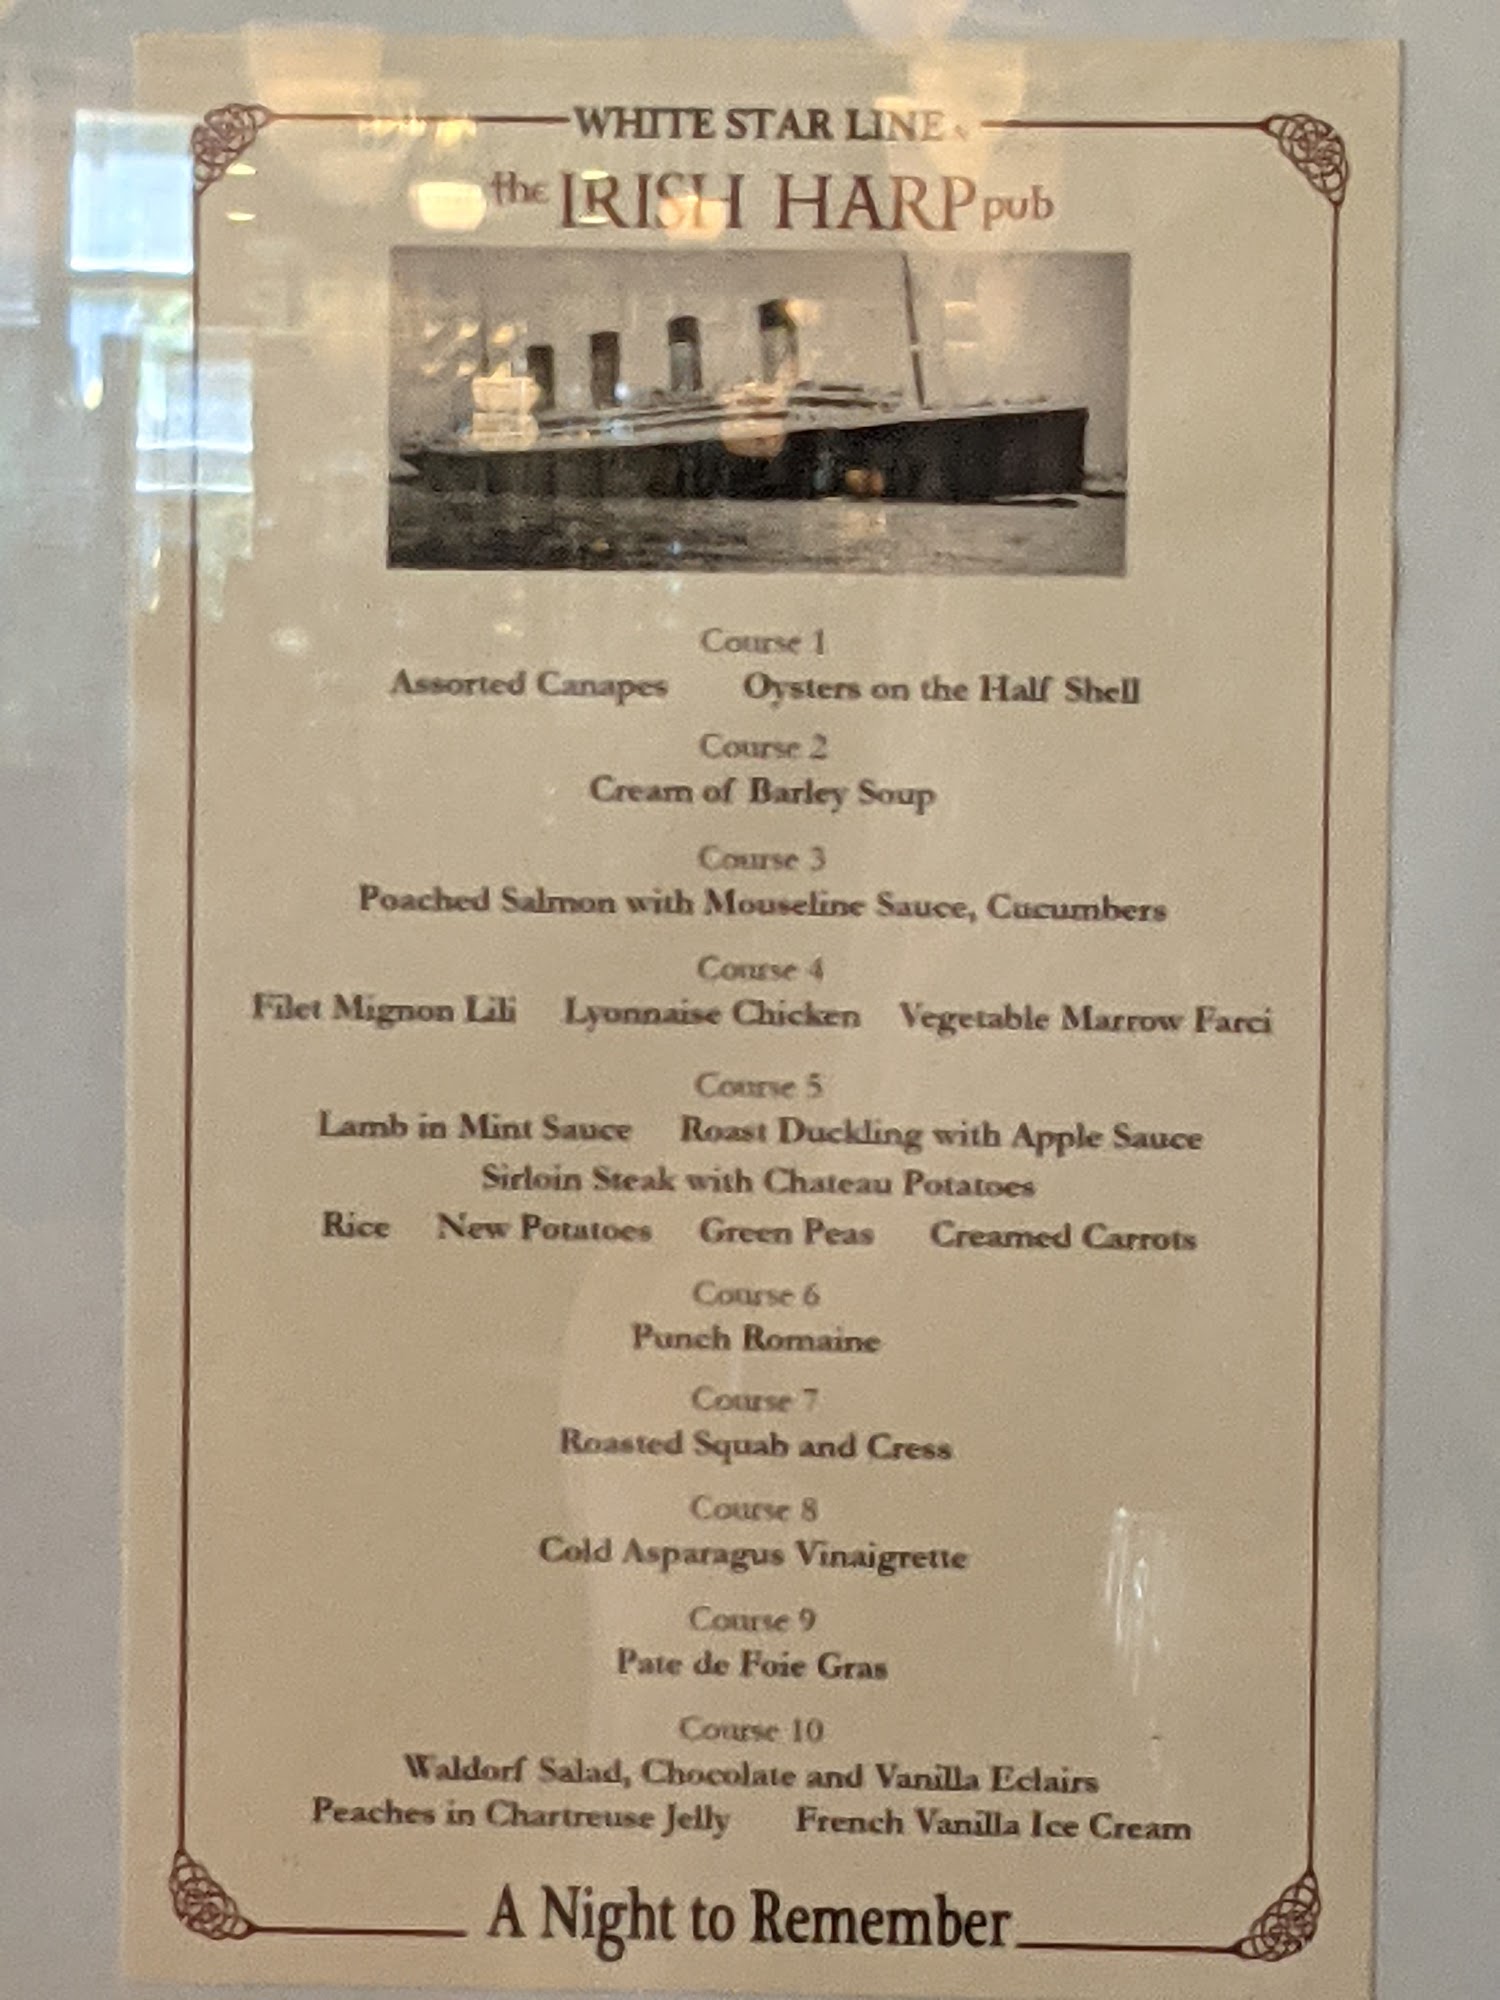 WHITE STAR LINE
the IRISH HARP pub
Course 1
Assorted Canapes Oysters on the Half Shell
Course 2
Cream of Barley Soup
Course 3
Poached Salmon with Mouseline Sauce, Cucumbers
Course 4
Filet Mignon Lili Lyonnaise Chicken Vegetable Marrow Farci
Course 5
Lamb in Mint Sauce Roast Duckling with Apple Sauce
Sirloin Steak with Chateau Potatoes
Rice New Potatoes Green Peas Creamed Carrots
Course 6
Punch Romaine
Course 7
Roasted Squab and Cress
Course 8
Cold Asparagus Vinaigrette
Course 9
Pate de Foie Gras
Course 10
Waldorf Salad, Chocolate and Vanilla Eclairs
Peaches in Chartreuse Jelly French Vanilla Ice Cream
A Night to Remember